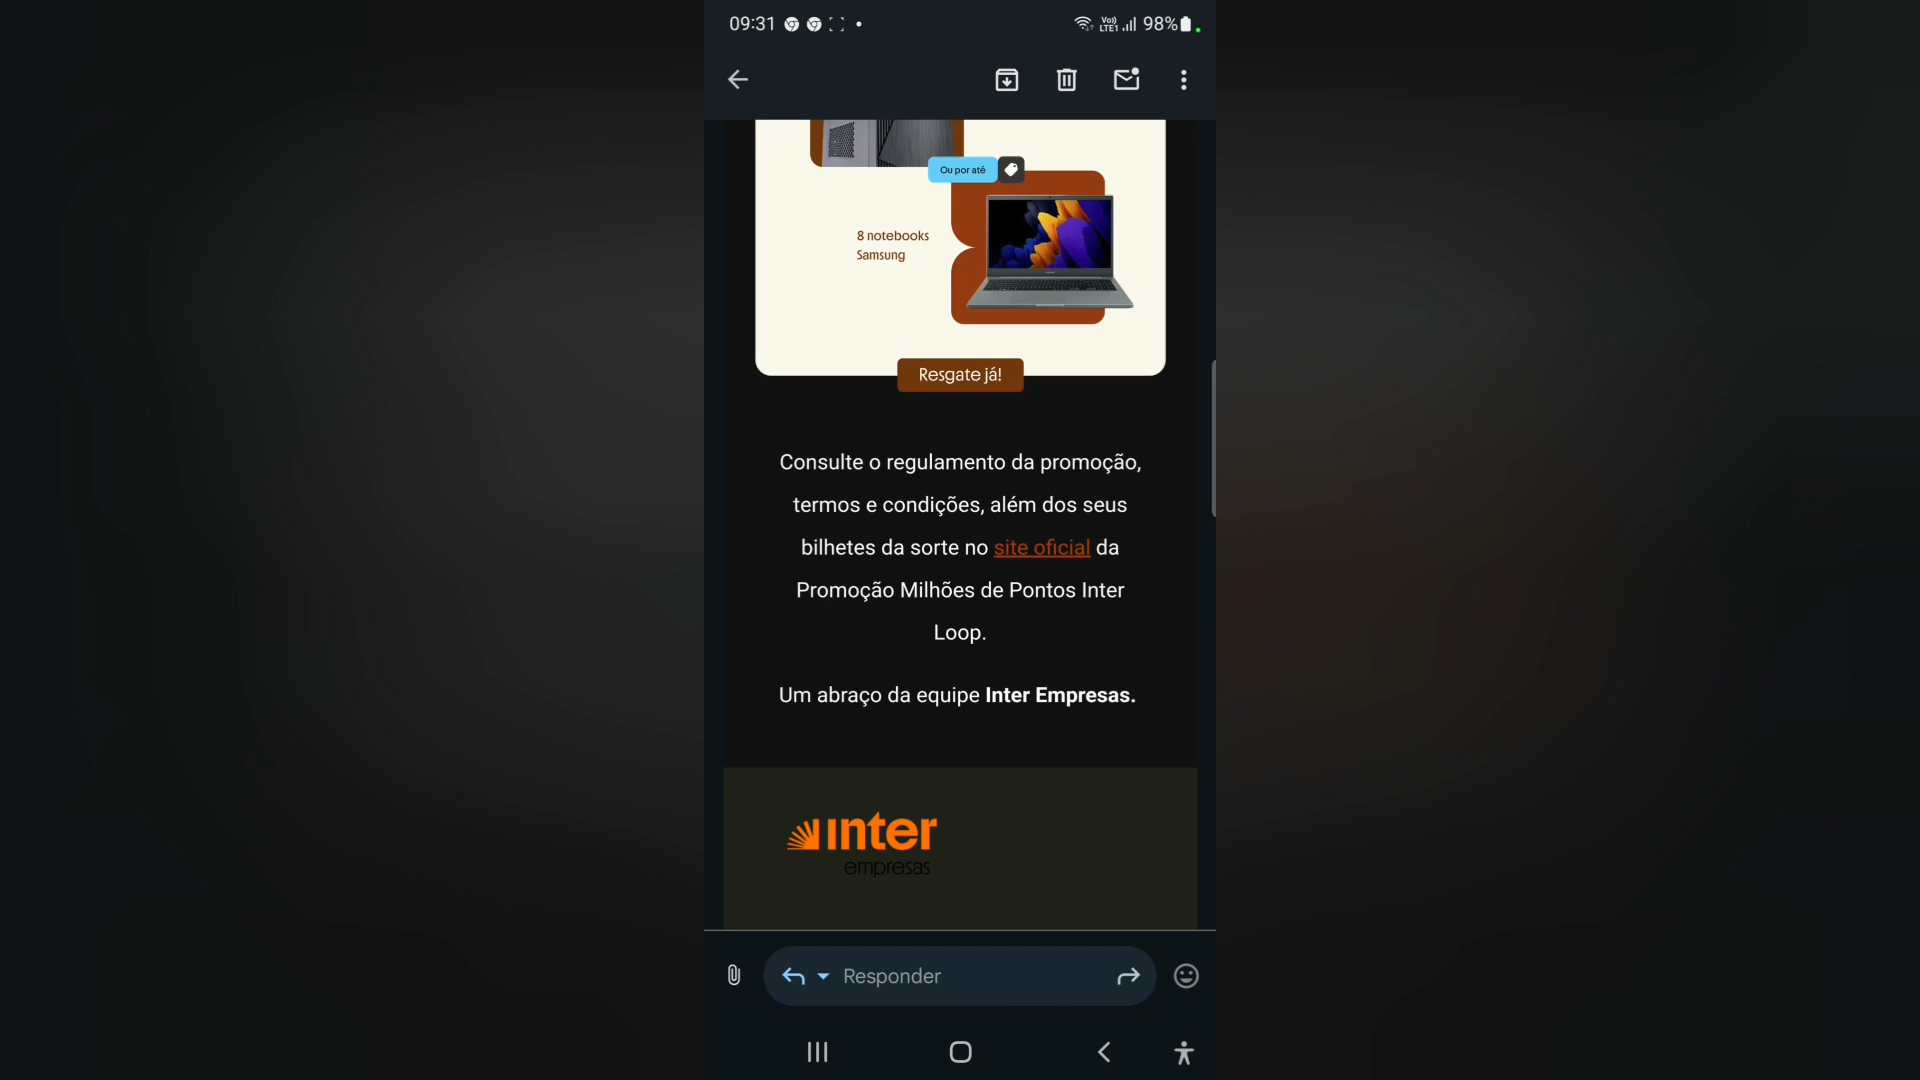 09:31
Vo))
LTE1
98%
Ou por até
8 notebooks
Samsung
Resgate já!
Consulte o regulamento da promoção,
termos e condições, além dos seus
bilhetes da sorte no site oficial da
Promoção Milhões de Pontos Inter
Loop.
Um abraço da equipe Inter Empresas.
inter
empresas
Responder